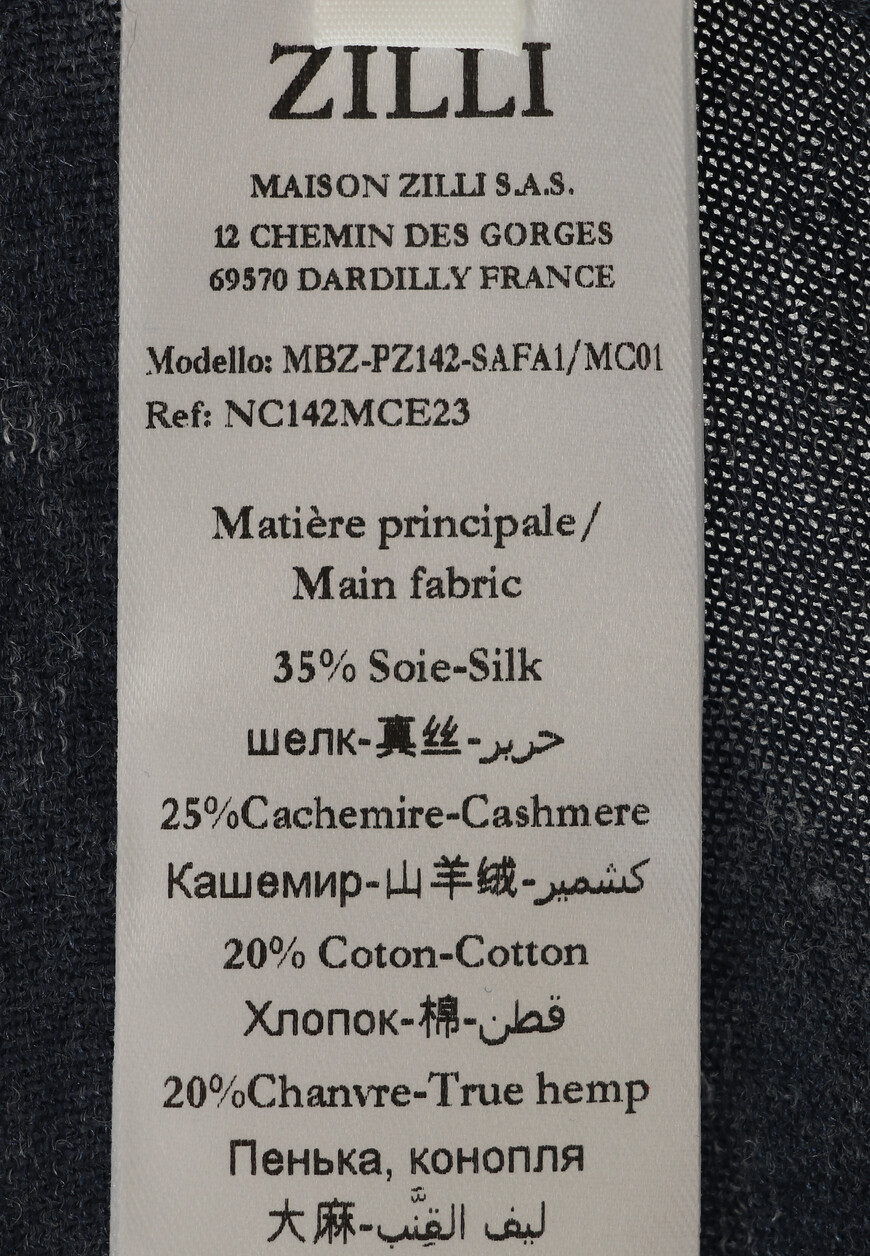 ZILLI
MAISON ZILLI S.A.S.
12 CHEMIN DES GORGES
69570 DARDILLY FRANCE
Modello: MBZ-PZ142-SAFA1/MC01
Ref: NC142MCE23
Matière principale/
Main fabric
35% Soie-Silk
шелк-真丝-حرير
25%Cachemire-Cashmere
Кашемир-山羊绒-كشمير
20% Coton-Cotton
Хлопок-棉-قطن
20%Chanvre-True hemp
Пенька, конопля
大麻-ليف القِنَّب